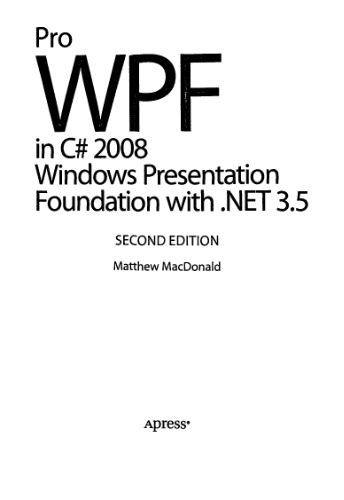 Pro
WPF
in C# 2008
Windows Presentation
Foundation with .NET 3.5
SECOND EDITION
Matthew MacDonald
Apress®